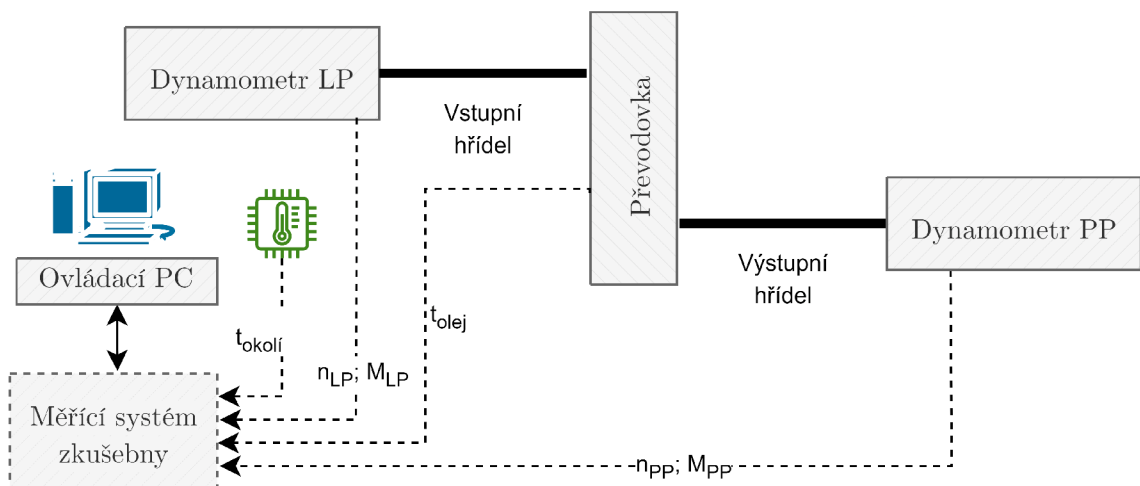 Dynamometr LP
Vstupní
hřídel
Převodovka
Dynamometr PP
Výstupní
hřídel
Ovládací PC
t_okolí
n_LP; M_LP
t_olej
Měřící systém
zkušebny
n_PP; M_PP